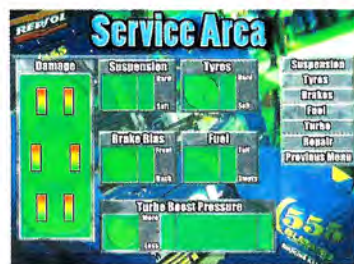 REPSOL
Service Area
Damage
Suspension
Hard
Soft
Tyres
Hard
Soft
Brake Bias
Front
Back
Fuel
Full
Empty
Turbo Boost Pressure
More
Less
Suspension
Tyres
Brakes
Fuel
Turbo
Repair
Previous Menu
555